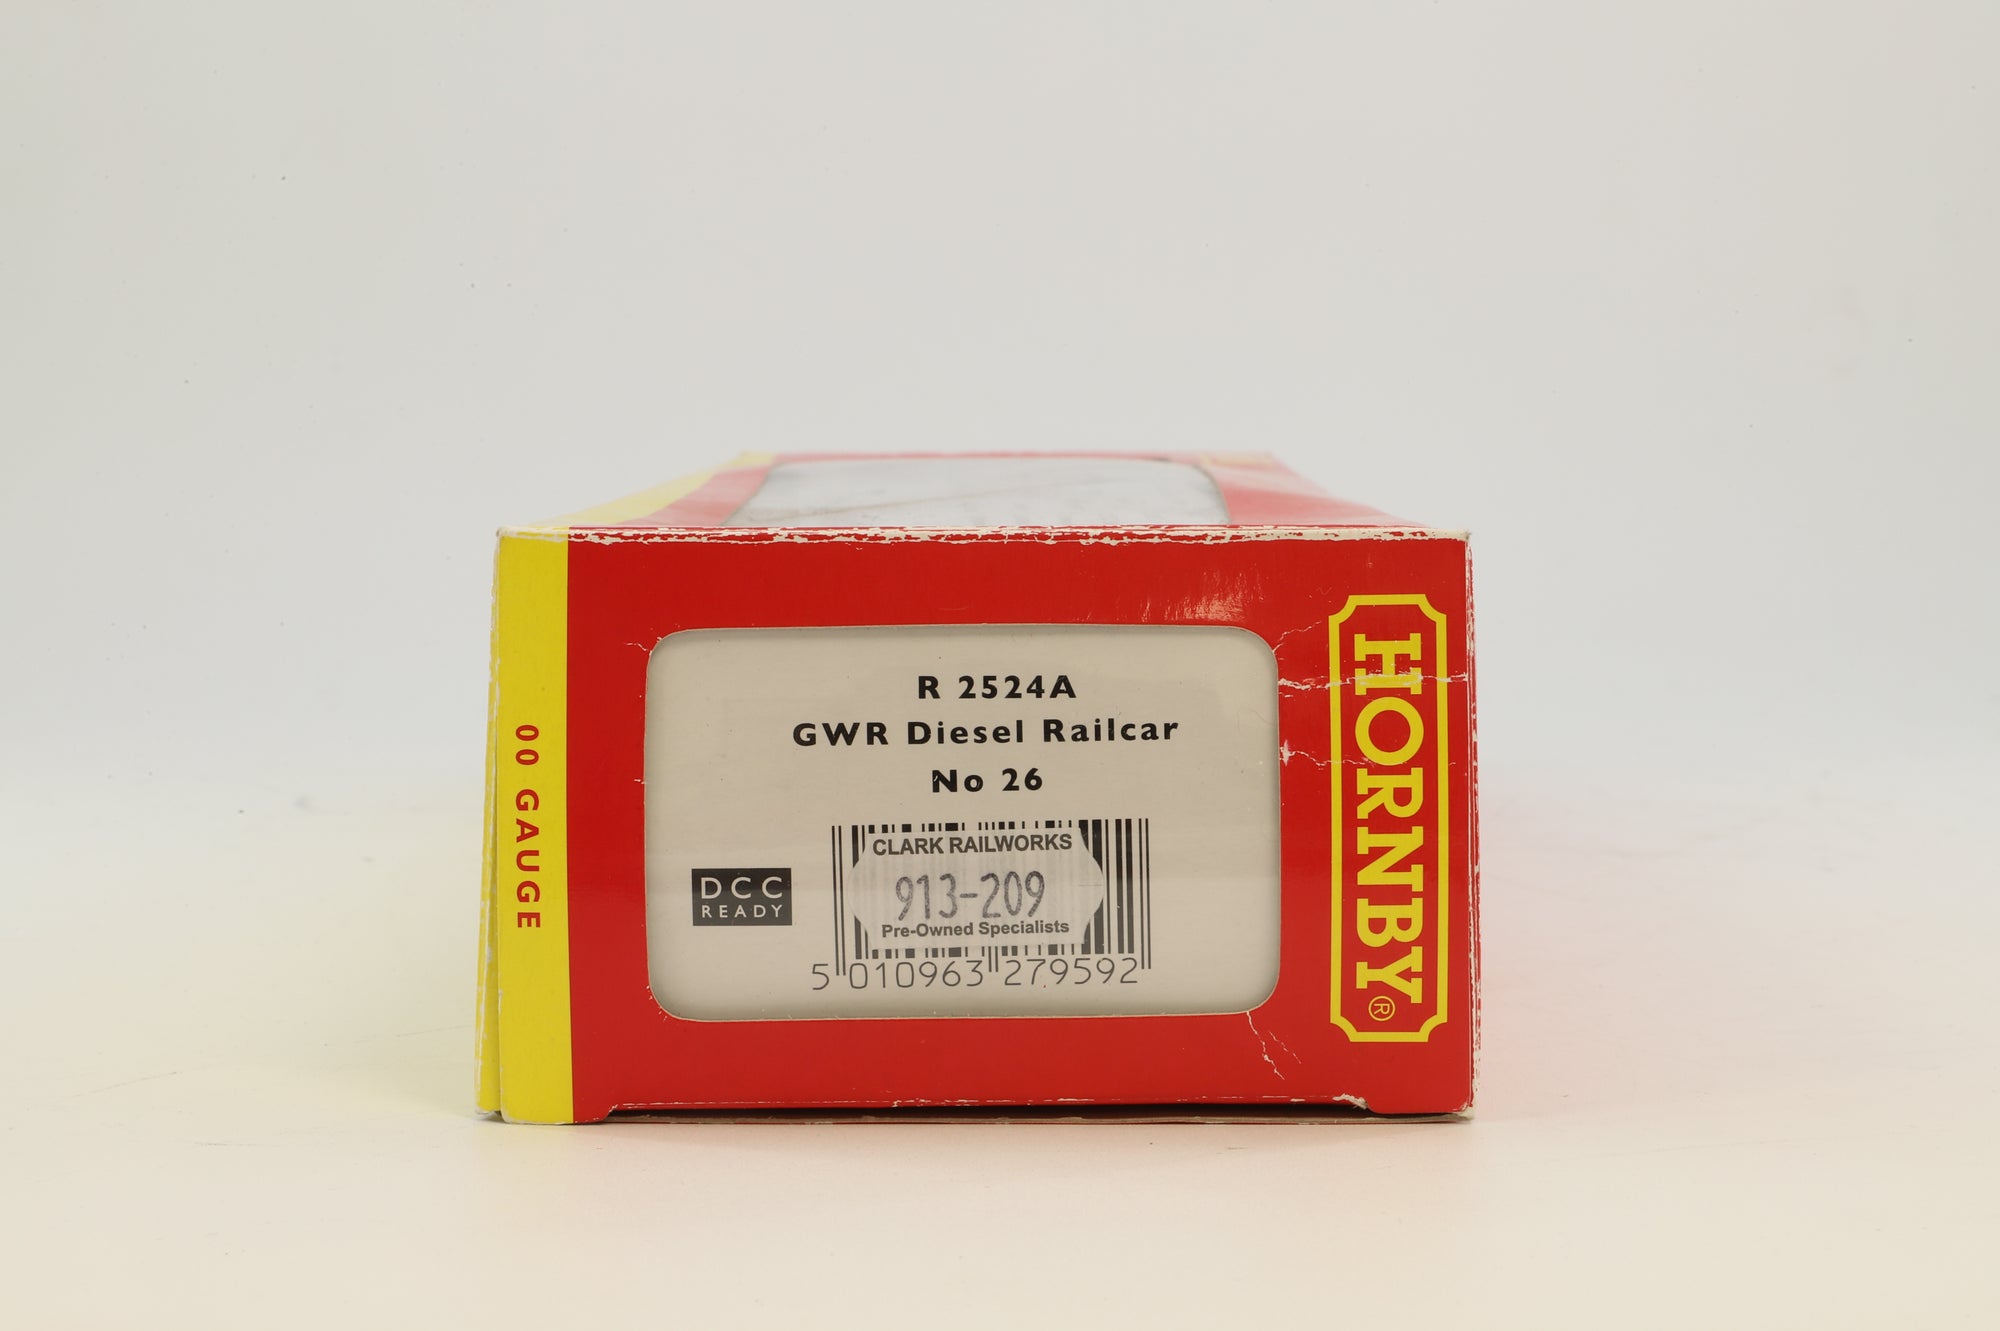 R 2524A
GWR Diesel Railcar
No 26
DCC
READY
CLARK RAILWORKS
913-209
Pre-Owned Specialists
5 010963 279592
00 GAUGE
HORNBY®